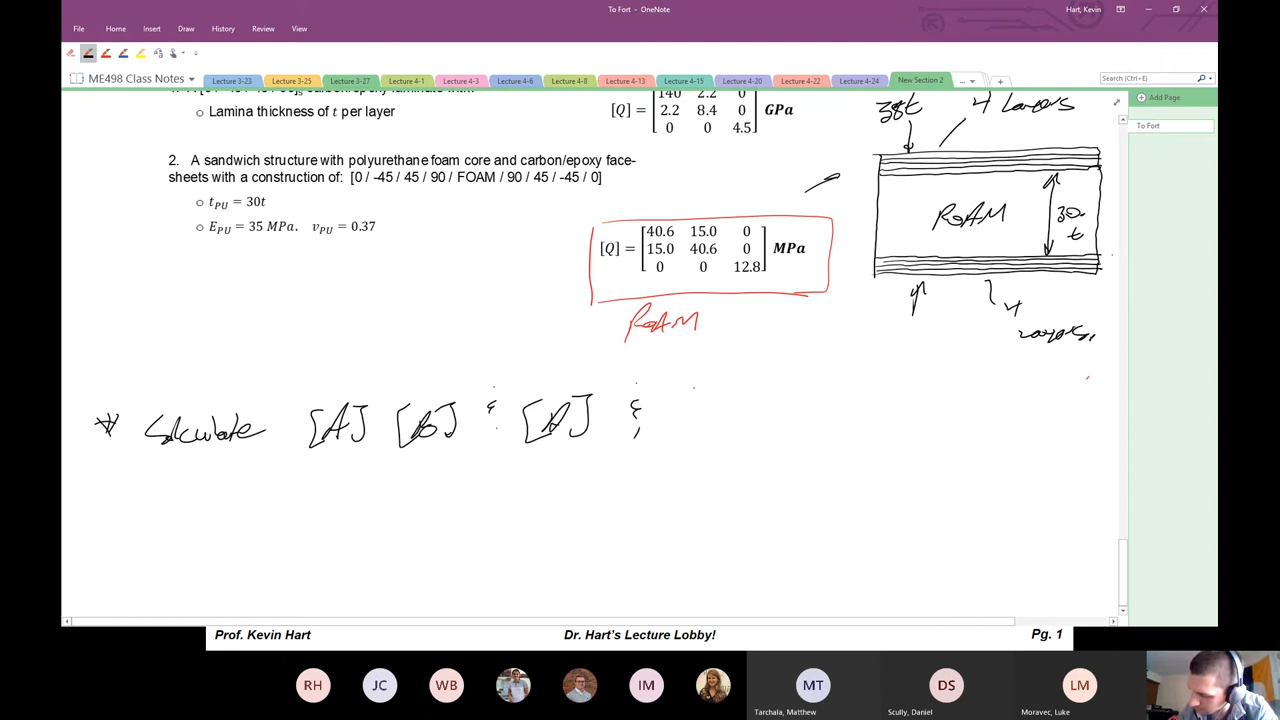 To Fort - OneNote
Hart, Kevin
File Home Insert Draw History Review View
ME498 Class Notes
Lecture 3-23 Lecture 3-25 Lecture 3-27 Lecture 4-1 Lecture 4-3 Lecture 4-6 Lecture 4-8 Lecture 4-13 Lecture 4-15 Lecture 4-20 Lecture 4-22 Lecture 4-24 New Section 2 ...
Search (Ctrl+E)
Add Page
To Fort
Lamina thickness of t per layer
[Q] = [140 2.2 0
2.2 8.4 0
0 0 4.5] GPa
38t
4 layers
2. A sandwich structure with polyurethane foam core and carbon/epoxy face-
sheets with a construction of: [0 / -45 / 45 / 90 / FOAM / 90 / 45 / -45 / 0]
t_PU = 30t
E_PU = 35 MPa. v_PU = 0.37
[Q] = [40.6 15.0 0
15.0 40.6 0
0 0 12.8] MPa
FOAM
FOAM
30t
4
layers
* Calculate [A] [B] & [D]
Prof. Kevin Hart
Dr. Hart's Lecture Lobby!
Pg. 1
RH JC WB IM MT DS LM
Tarchala, Matthew
Scully, Daniel
Moravec, Luke